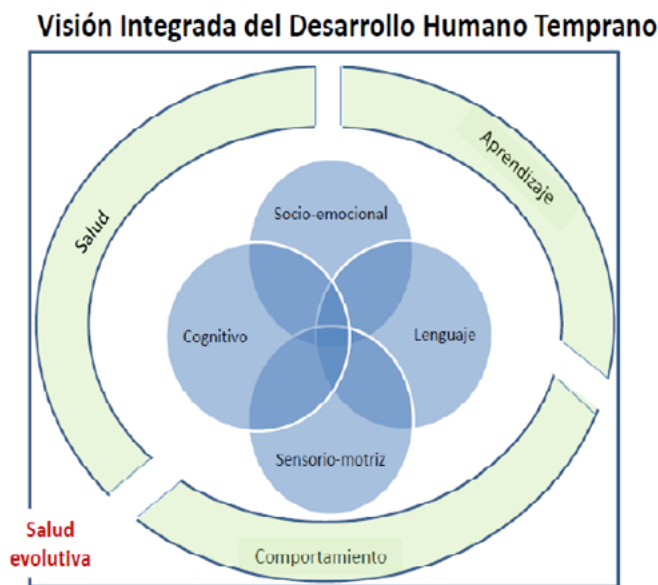 Visión Integrada del Desarrollo Humano Temprano
Aprendizaje
Salud
Socio-emocional
Cognitivo
Lenguaje
Sensorio-motriz
Salud
evolutiva
Comportamiento